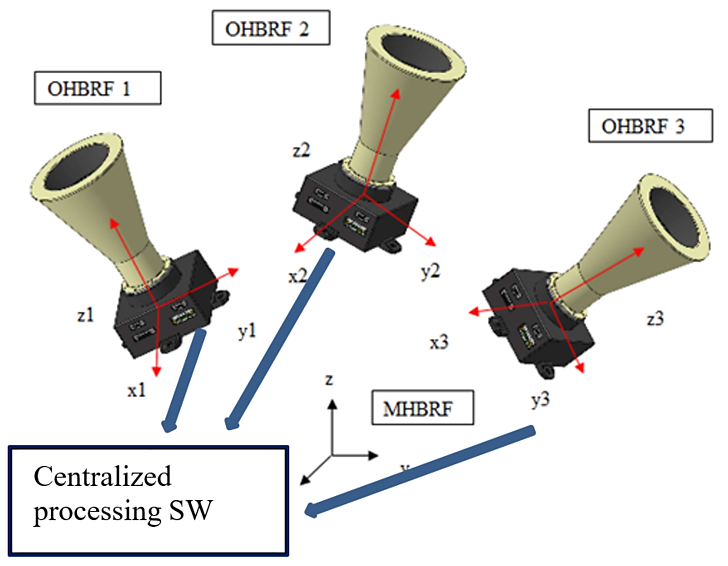 OHBRF 2
OHBRF 1
OHBRF 3
z2
x2
y2
z1
y1
x1
z3
x3
y3
z
MHBRF
y
Centralized
processing SW